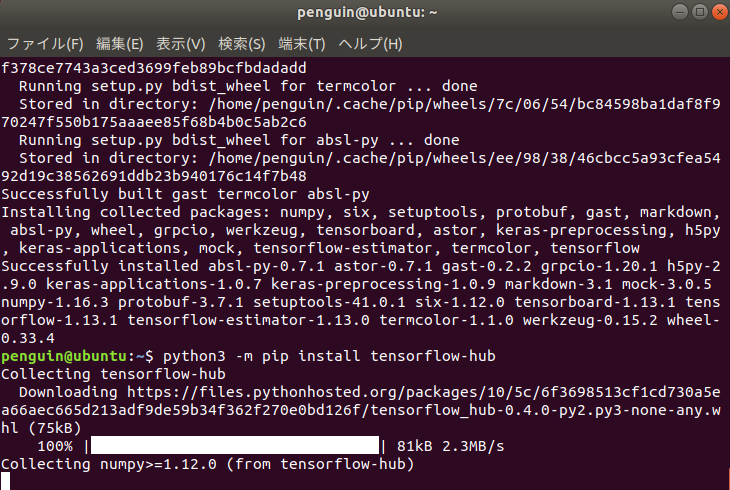 penguin@ubuntu: ~
ファイル(F) 編集(E) 表示(V) 検索(S) 端末(T) ヘルプ(H)
f378ce7743a3ced3699feb89bcfbdadadd
  Running setup.py bdist_wheel for termcolor ... done
  Stored in directory: /home/penguin/.cache/pip/wheels/7c/06/54/bc84598ba1daf8f9
70247f550b175aaaee85f68b4b0c5ab2c6
  Running setup.py bdist_wheel for absl-py ... done
  Stored in directory: /home/penguin/.cache/pip/wheels/ee/98/38/46cbcc5a93cfea54
92d19c38562691ddb23b940176c14f7b48
Successfully built gast termcolor absl-py
Installing collected packages: numpy, six, setuptools, protobuf, gast, markdown,
 absl-py, wheel, grpcio, werkzeug, tensorboard, astor, keras-preprocessing, h5py
, keras-applications, mock, tensorflow-estimator, termcolor, tensorflow
Successfully installed absl-py-0.7.1 astor-0.7.1 gast-0.2.2 grpcio-1.20.1 h5py-2
.9.0 keras-applications-1.0.7 keras-preprocessing-1.0.9 markdown-3.1 mock-3.0.5 
numpy-1.16.3 protobuf-3.7.1 setuptools-41.0.1 six-1.12.0 tensorboard-1.13.1 tens
orflow-1.13.1 tensorflow-estimator-1.13.0 termcolor-1.1.0 werkzeug-0.15.2 wheel-
0.33.4
penguin@ubuntu:~$ python3 -m pip install tensorflow-hub
Collecting tensorflow-hub
  Downloading https://files.pythonhosted.org/packages/10/5c/6f3698513cf1cd730a5e
a66aec665d213adf9de59b34f362f270e0bd126f/tensorflow_hub-0.4.0-py2.py3-none-any.w
hl (75kB)
    100% |                                | 81kB 2.3MB/s
Collecting numpy>=1.12.0 (from tensorflow-hub)